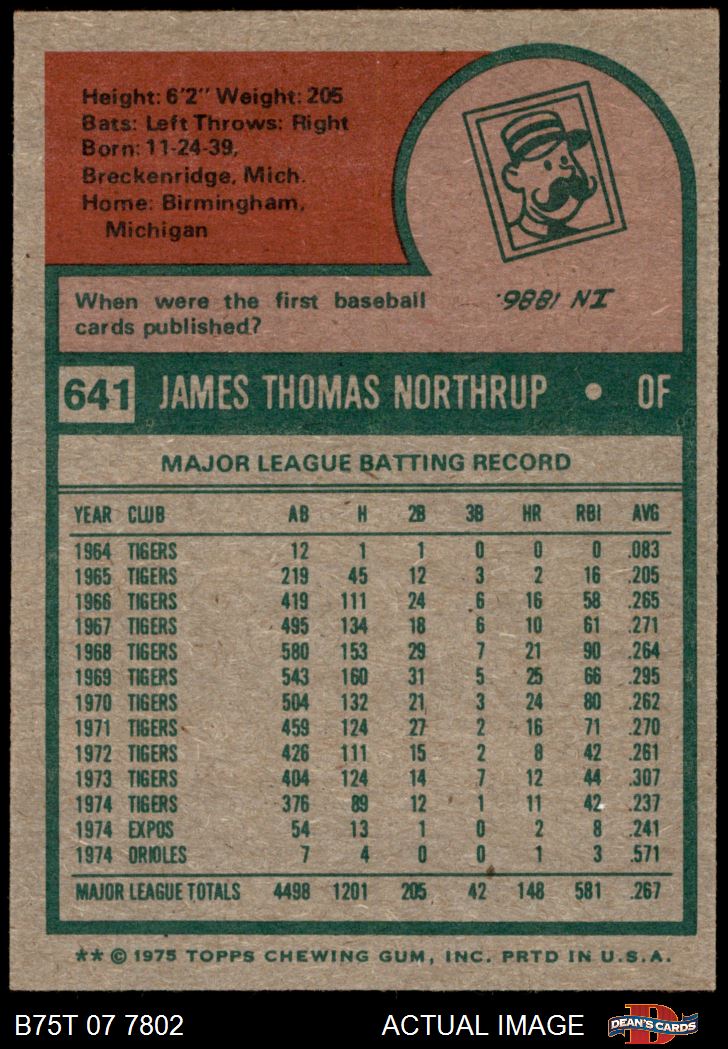 Height: 6'2" Weight: 205
Bats: Left Throws: Right
Born: 11-24-39,
Breckenridge, Mich.
Home: Birmingham,
Michigan
When were the first baseball
cards published?
IN 1886.
641 JAMES THOMAS NORTHRUP • OF
MAJOR LEAGUE BATTING RECORD
YEAR CLUB AB H 2B 3B HR RBI AVG
1964 TIGERS 12 1 1 0 0 0 .083
1965 TIGERS 219 45 12 3 2 16 .205
1966 TIGERS 419 111 24 6 16 58 .265
1967 TIGERS 495 134 18 6 10 61 .271
1968 TIGERS 580 153 29 7 21 90 .264
1969 TIGERS 543 160 31 5 25 66 .295
1970 TIGERS 504 132 21 3 24 80 .262
1971 TIGERS 459 124 27 2 16 71 .270
1972 TIGERS 426 111 15 2 8 42 .261
1973 TIGERS 404 124 14 7 12 44 .307
1974 TIGERS 376 89 12 1 11 42 .237
1974 EXPOS 54 13 1 0 2 8 .241
1974 ORIOLES 7 4 0 0 1 3 .571
MAJOR LEAGUE TOTALS 4498 1201 205 42 148 581 .267
** © 1975 TOPPS CHEWING GUM, INC. PRTD IN U.S.A.
B75T 07 7802 ACTUAL IMAGE D DEAN'S CARDS